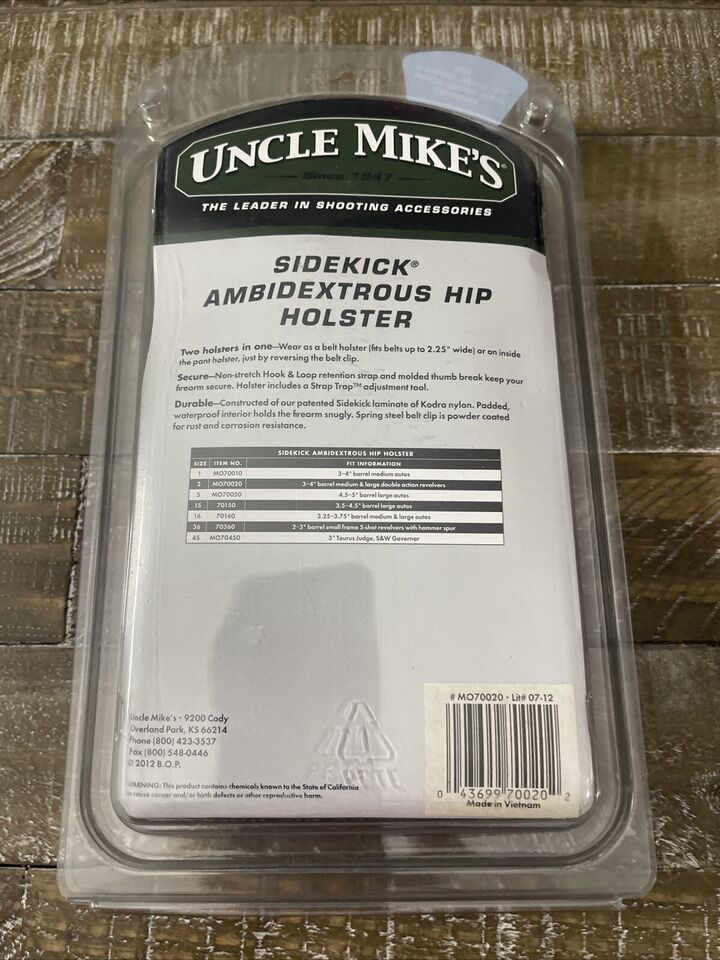 UNCLE MIKE'S®
Since 1947
THE LEADER IN SHOOTING ACCESSORIES
SIDEKICK®
AMBIDEXTROUS HIP
HOLSTER
Two holsters in one—Wear as a belt holster (fits belts up to 2.25" wide) or an inside
the pant holster, just by reversing the belt clip.
Secure—Non-stretch Hook & Loop retention strap and molded thumb break keep your
firearm secure. Holster includes a Strap Trap™ adjustment tool.
Durable—Constructed of our patented Sidekick laminate of Kodra nylon. Padded,
waterproof interior holds the firearm snugly. Spring steel belt clip is powder coated
for rust and corrosion resistance.
SIDEKICK AMBIDEXTROUS HIP HOLSTER
SIZE ITEM NO. FIT INFORMATION
1 MO70010 3-4" barrel medium autos
2 MO70020 3-4" barrel medium & large double action revolvers
5 MO70050 4.5-5" barrel large autos
15 70150 3.5-4.5" barrel large autos
16 70160 3.25-3.75" barrel medium & large autos
36 70360 2-3" barrel small frame 5-shot revolvers with hammer spur
45 MO70450 3" Taurus Judge, S&W Governor
Uncle Mike's • 9200 Cody
Overland Park, KS 66214
Phone (800) 423-3537
Fax (800) 548-0446
© 2012 B.O.P.
WARNING: This product contains chemicals known to the State of California
to cause cancer and/or birth defects or other reproductive harm.
# MO70020 • Lit# 07-12
0 43699 70020 2
Made in Vietnam